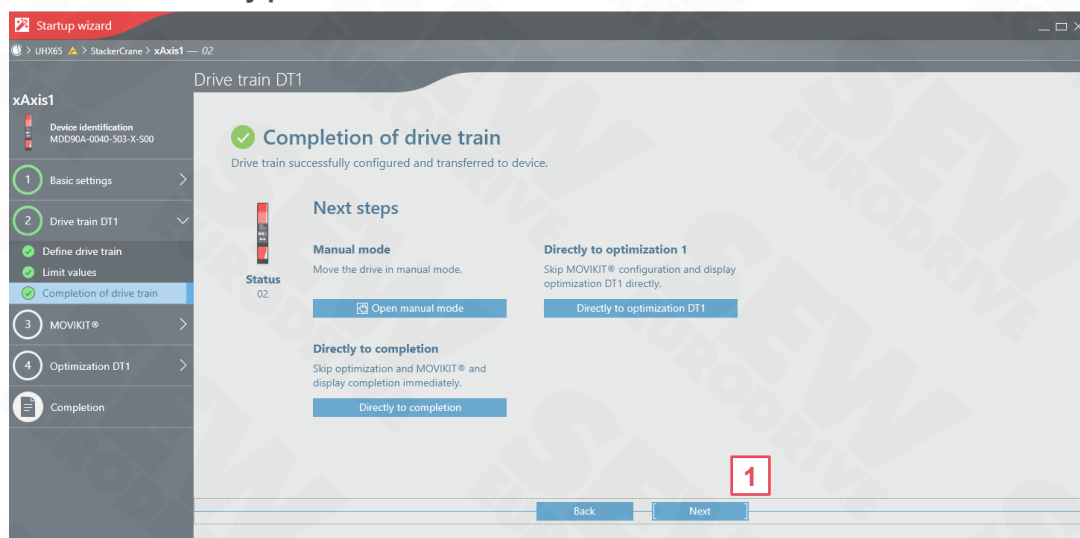 Startup wizard
> UHX65 > StackerCrane > xAxis1 — 02
Drive train DT1
xAxis1
Device identification
MDD90A-0040-503-X-S00
1 Basic settings
2 Drive train DT1
Define drive train
Limit values
Completion of drive train
3 MOVIKIT®
4 Optimization DT1
Completion
Completion of drive train
Drive train successfully configured and transferred to device.
Status
02
Next steps
Manual mode
Move the drive in manual mode.
Open manual mode
Directly to optimization 1
Skip MOVIKIT® configuration and display
optimization DT1 directly.
Directly to optimization DT1
Directly to completion
Skip optimization and MOVIKIT® and
display completion immediately.
Directly to completion
1
Back Next
SEW
EURODRIVE